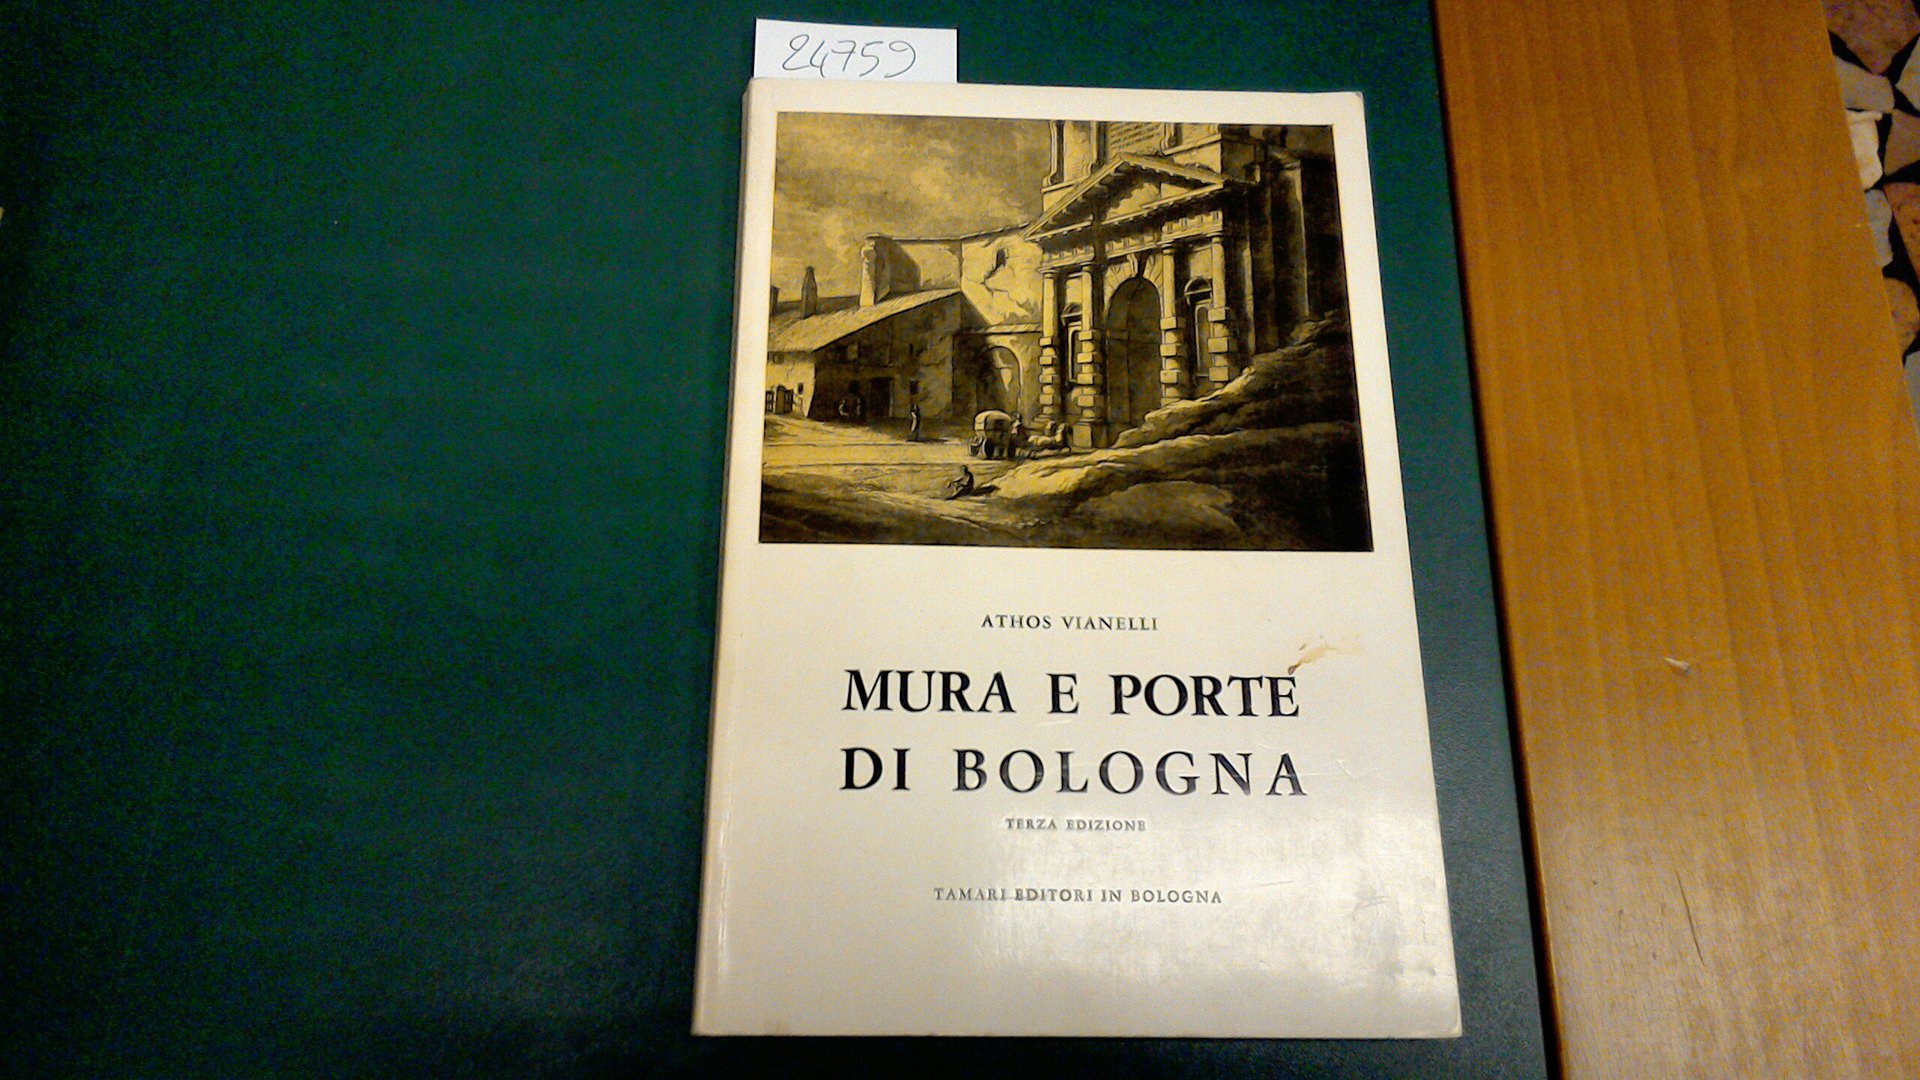 24759
ATHOS VIANELLI
MURA E PORTE
DI BOLOGNA
TERZA EDIZIONE
TAMARI EDITORI IN BOLOGNA